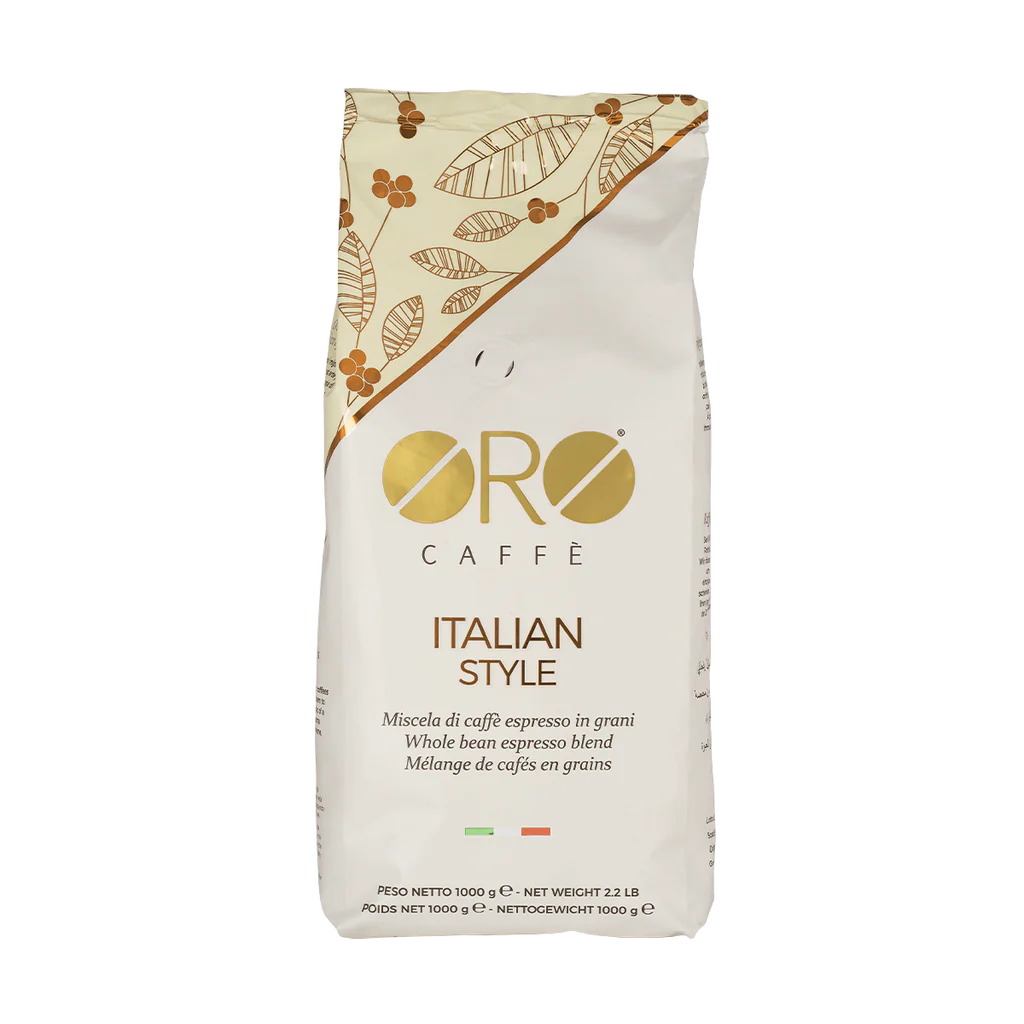 ORO®
CAFFÈ
ITALIAN
STYLE
Miscela di caffè espresso in grani
Whole bean espresso blend
Mélange de cafés en grains
PESO NETTO 1000 g ℮ - NET WEIGHT 2.2 LB
POIDS NET 1000 g ℮ - NETTOGEWICHT 1000 g ℮